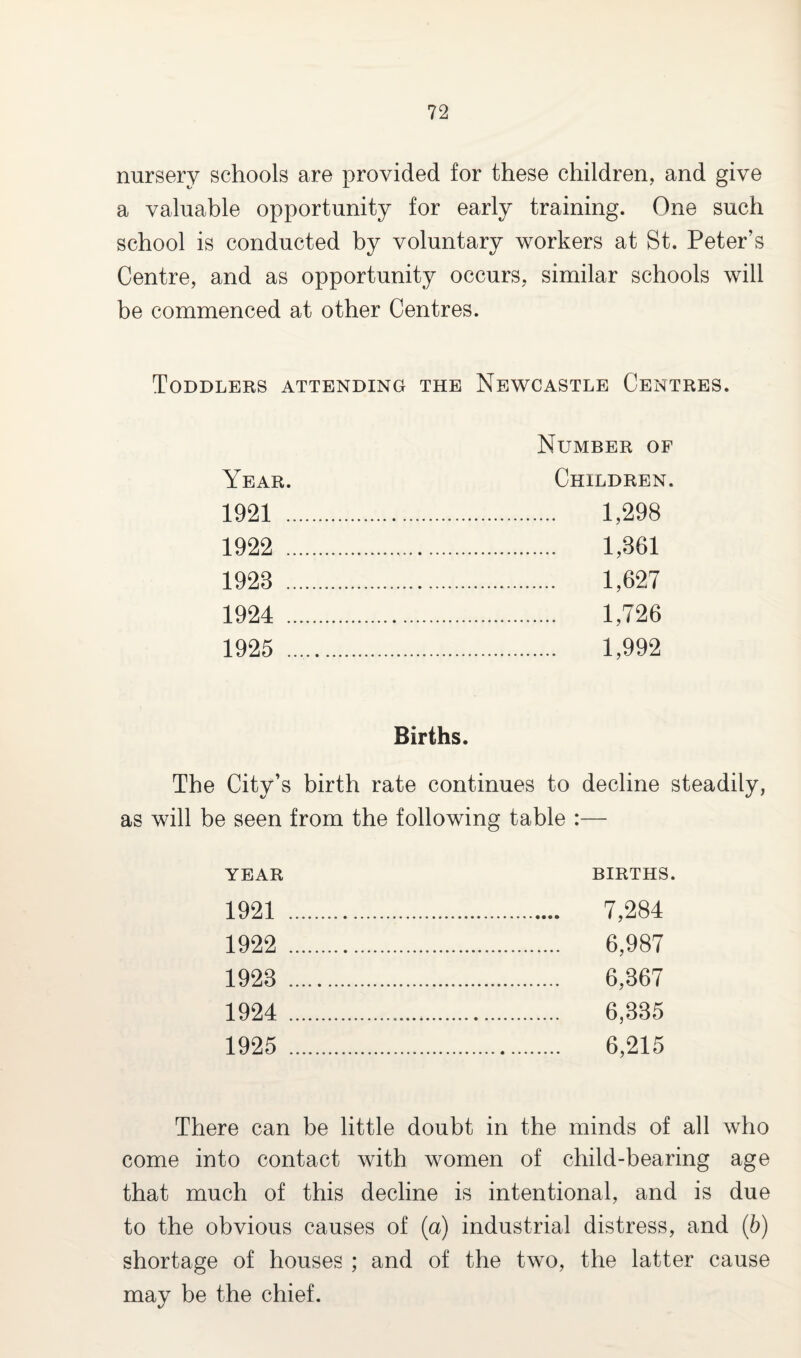 72
nursery schools are provided for these children, and give
a valuable opportunity for early training. One such
school is conducted by voluntary workers at St. Peter's
Centre, and as opportunity occurs, similar schools will
be commenced at other Centres.
Toddlers attending the Newcastle Centres.
Number of
Year. Children.
1921 .................................... 1,298
1922 .................................... 1,361
1923 .................................... 1,627
1924 .................................... 1,726
1925 .................................... 1,992
Births.
The City's birth rate continues to decline steadily,
as will be seen from the following table :—
YEAR BIRTHS.
1921 .................................... 7,284
1922 .................................... 6,987
1923 .................................... 6,367
1924 .................................... 6,335
1925 .................................... 6,215
There can be little doubt in the minds of all who
come into contact with women of child-bearing age
that much of this decline is intentional, and is due
to the obvious causes of (a) industrial distress, and (b)
shortage of houses ; and of the two, the latter cause
may be the chief.